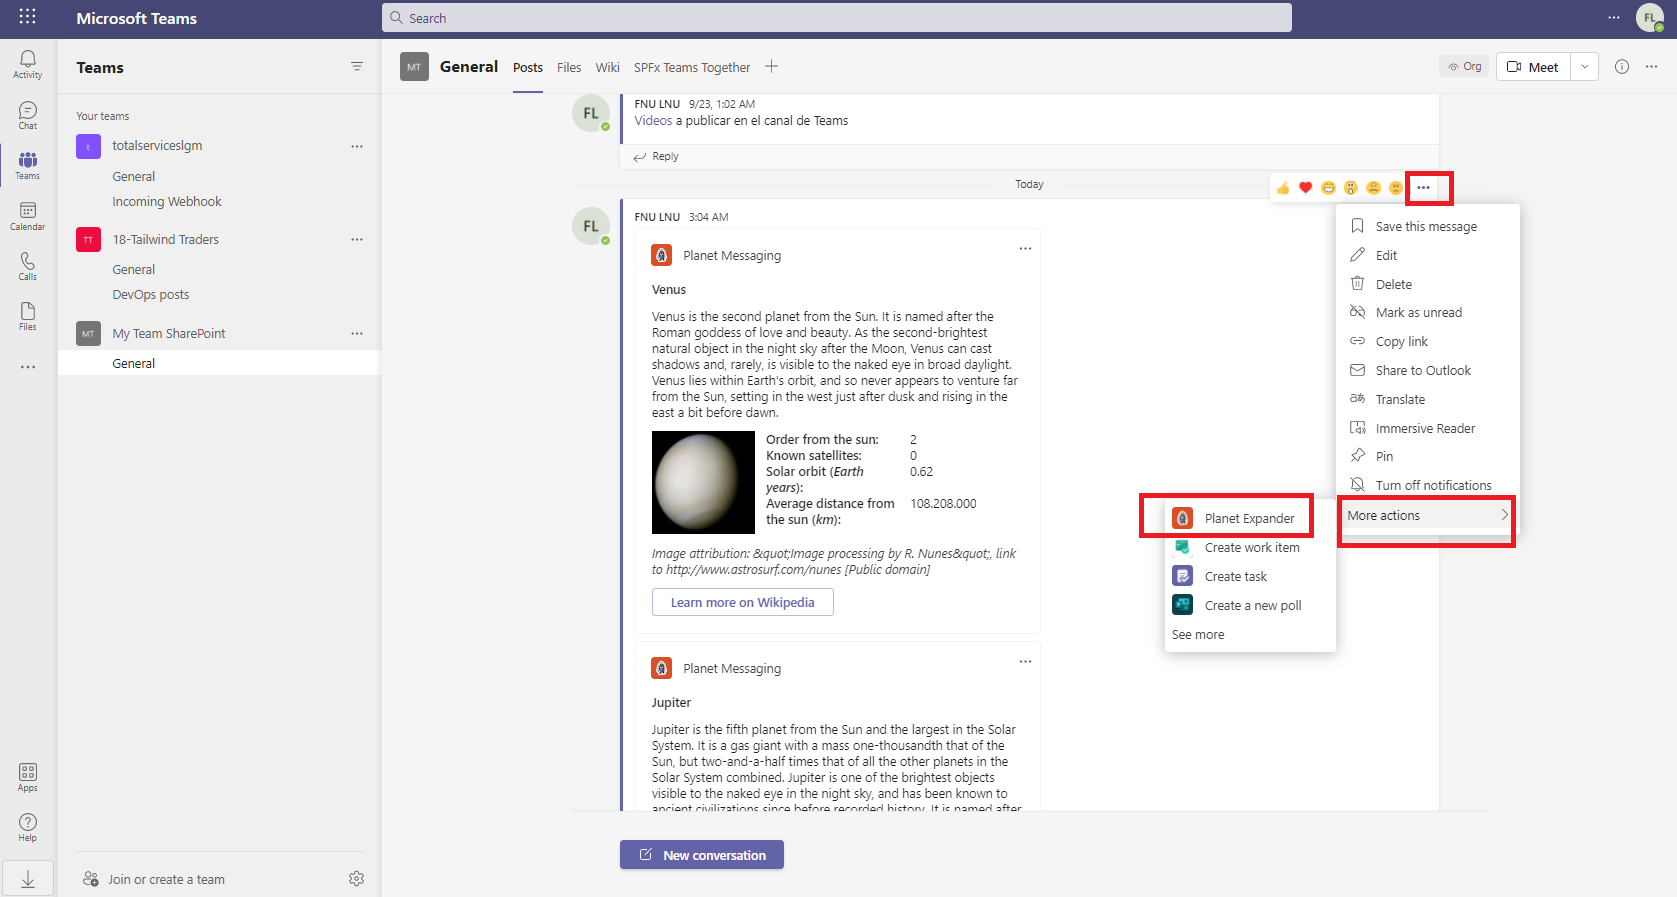 Microsoft Teams
Search
FL
Activity
Chat
Teams
Calendar
Calls
Files
Apps
Help
Teams
Your teams
t totalserviceslgm
General
Incoming Webhook
TT 18-Tailwind Traders
General
DevOps posts
MT My Team SharePoint
General
Join or create a team
MT General Posts Files Wiki SPFx Teams Together
Org Meet
FL
FNU LNU 9/23, 1:02 AM
Videos a publicar en el canal de Teams
Reply
Today
FL
FNU LNU 3:04 AM
Planet Messaging
Venus
Venus is the second planet from the Sun. It is named after the
Roman goddess of love and beauty. As the second-brightest
natural object in the night sky after the Moon, Venus can cast
shadows and, rarely, is visible to the naked eye in broad daylight.
Venus lies within Earth's orbit, and so never appears to venture far
from the Sun, setting in the west just after dusk and rising in the
east a bit before dawn.
Order from the sun: 2
Known satellites: 0
Solar orbit (Earth 0.62
years):
Average distance from 108.208.000
the sun (km):
Image attribution: &quot;Image processing by R. Nunes&quot;, link
to http://www.astrosurf.com/nunes [Public domain]
Learn more on Wikipedia
Planet Messaging
Jupiter
Jupiter is the fifth planet from the Sun and the largest in the Solar
System. It is a gas giant with a mass one-thousandth that of the
Sun, but two-and-a-half times that of all the other planets in the
Solar System combined. Jupiter is one of the brightest objects
visible to the naked eye in the night sky, and has been known to
ancient civilizations since before recorded history. It is named after
New conversation
Save this message
Edit
Delete
Mark as unread
Copy link
Share to Outlook
Translate
Immersive Reader
Pin
Turn off notifications
More actions
Planet Expander
Create work item
Create task
Create a new poll
See more